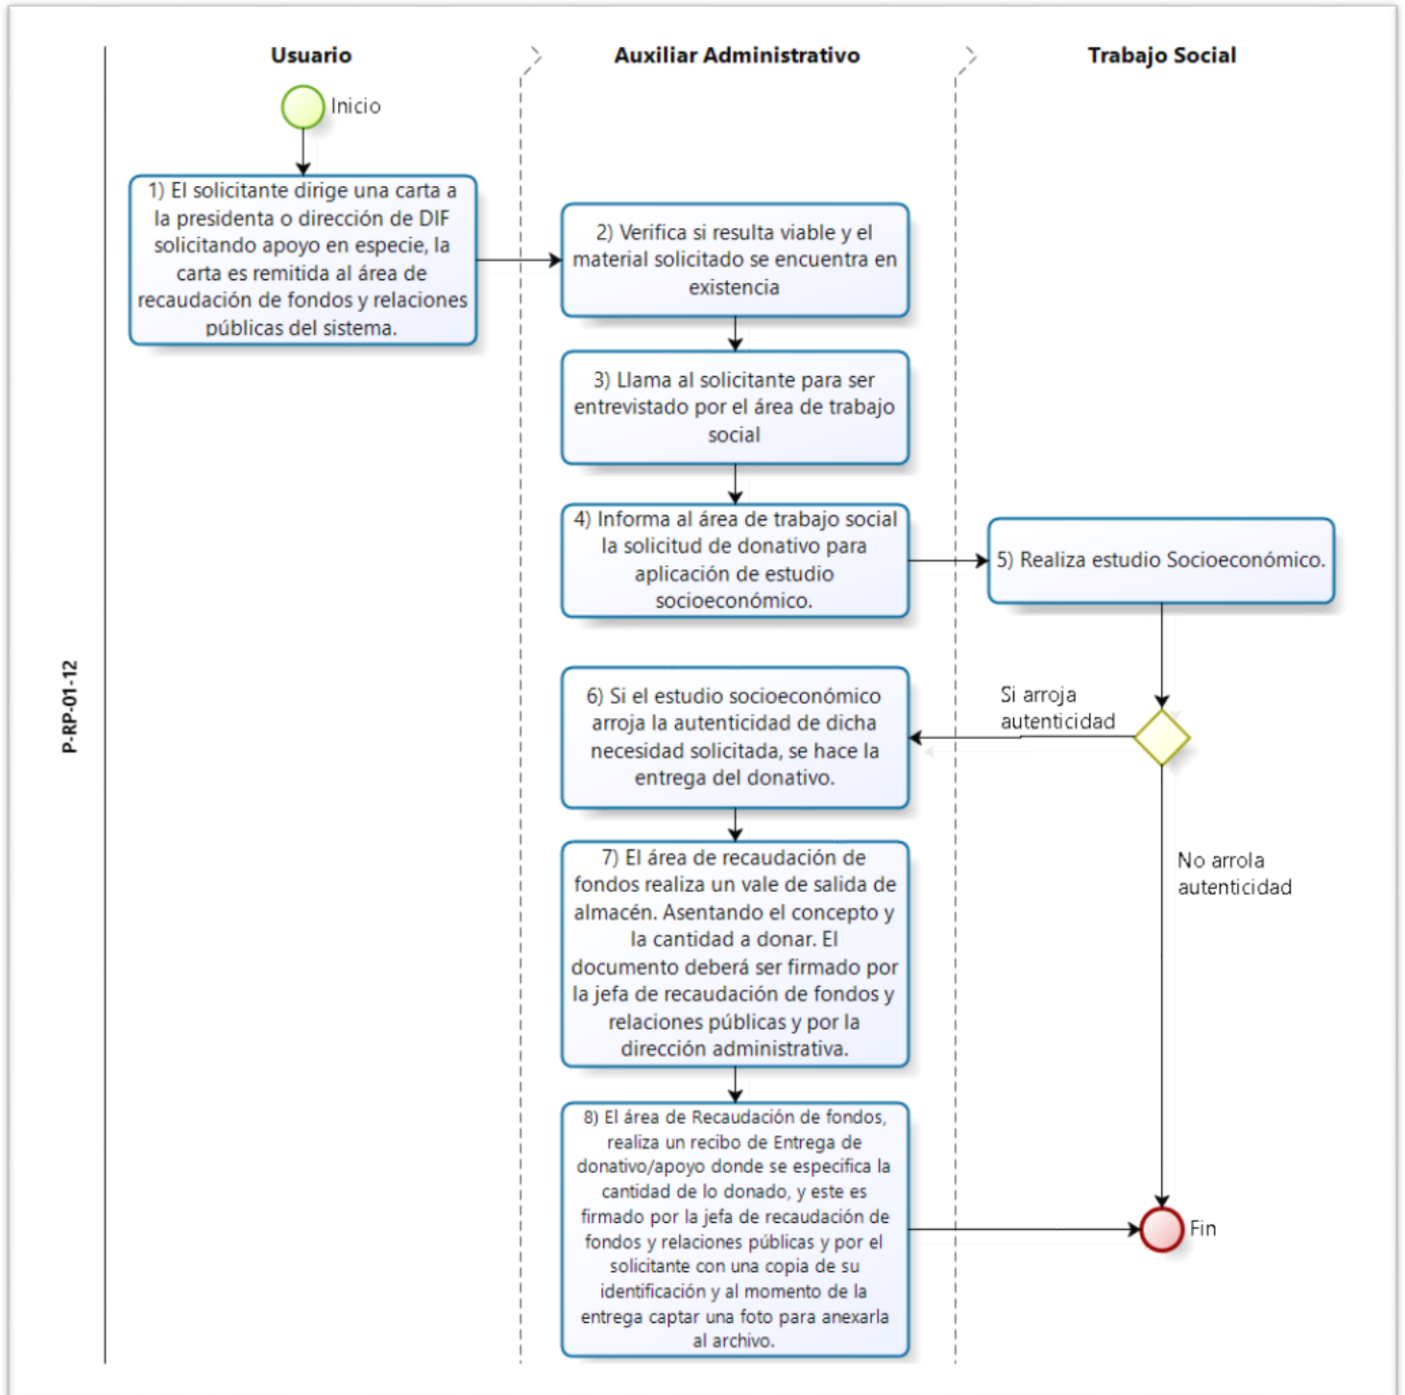 Usuario
Auxiliar Administrativo
Trabajo Social
Inicio
1) El solicitante dirige una carta a
la presidenta o dirección de DIF
solicitando apoyo en especie, la
carta es remitida al área de
recaudación de fondos y relaciones
públicas del sistema.
2) Verifica si resulta viable y el
material solicitado se encuentra en
existencia
3) Llama al solicitante para ser
entrevistado por el área de trabajo
social
4) Informa al área de trabajo social
la solicitud de donativo para
aplicación de estudio
socioeconómico.
5) Realiza estudio Socioeconómico.
Si arroja
autenticidad
6) Si el estudio socioeconómico
arroja la autenticidad de dicha
necesidad solicitada, se hace la
entrega del donativo.
P-RP-01-12
7) El área de recaudación de
fondos realiza un vale de salida de
almacén. Asentando el concepto y
la cantidad a donar. El
documento deberá ser firmado por
la jefa de recaudación de fondos y
relaciones públicas y por la
dirección administrativa.
No arrola
autenticidad
8) El área de Recaudación de fondos,
realiza un recibo de Entrega de
donativo/apoyo donde se especifica la
cantidad de lo donado, y este es
firmado por la jefa de recaudación de
fondos y relaciones públicas y por el
solicitante con una copia de su
identificación y al momento de la
entrega captar una foto para anexarla
al archivo.
Fin